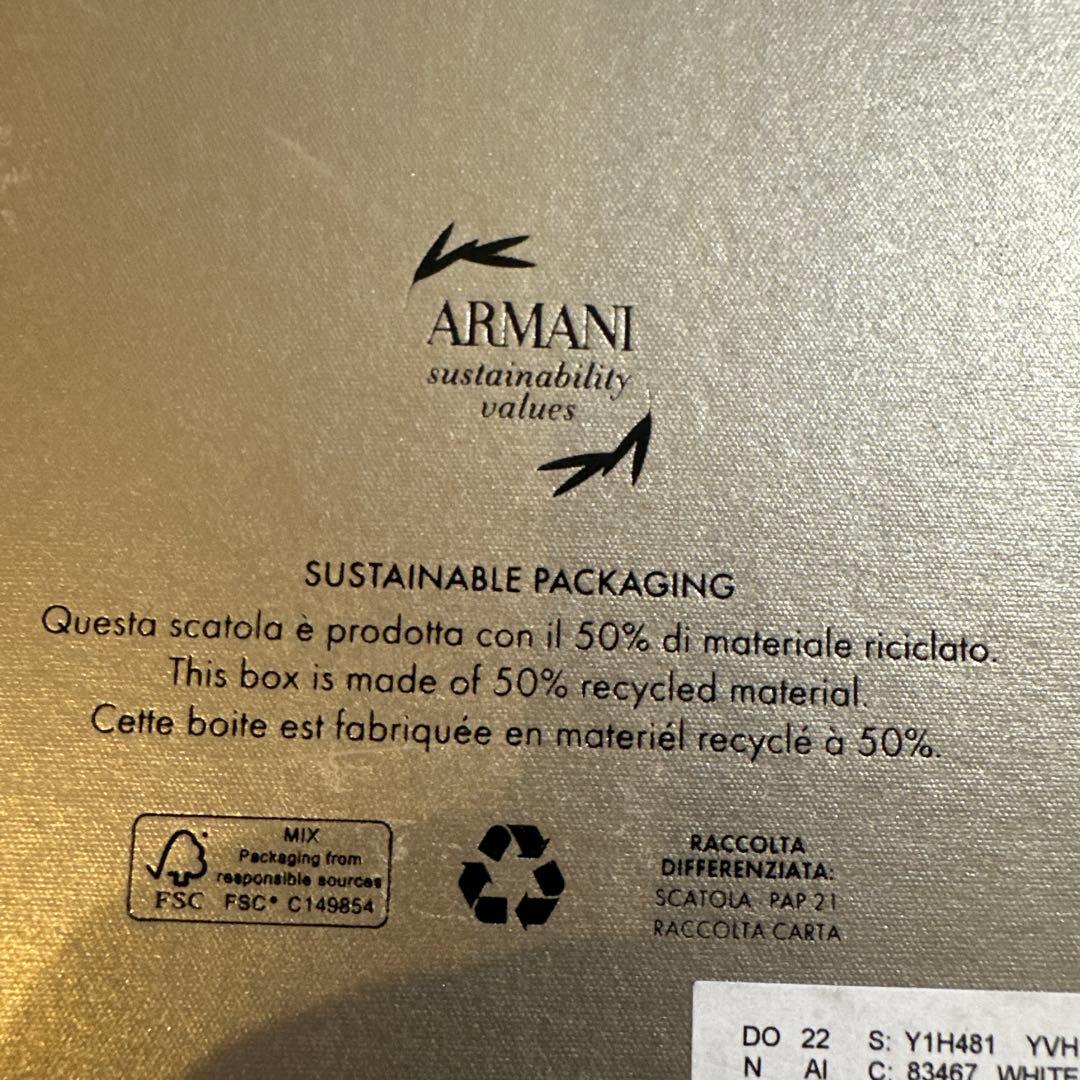 ARMANI
sustainability
values
SUSTAINABLE PACKAGING
Questa scatola è prodotta con il 50% di materiale riciclato.
This box is made of 50% recycled material.
Cette boite est fabriquée en materiél recyclé à 50%.
MIX
Packaging from
responsible sources
FSC FSC® C149854
RACCOLTA
DIFFERENZIATA:
SCATOLA PAP 21
RACCOLTA CARTA
DO 22 S: Y1H481 YVH
N AI C: 83467 WHITE